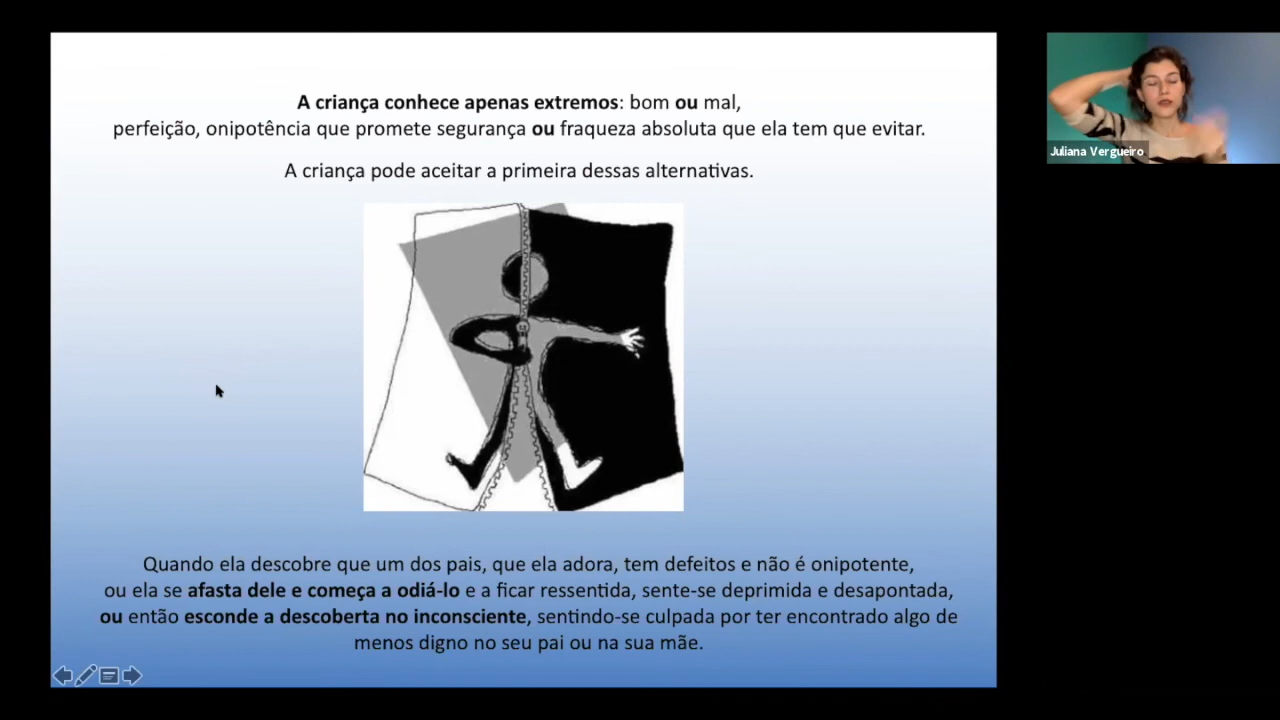 A criança conhece apenas extremos: bom ou mal,
perfeição, onipotência que promete segurança ou fraqueza absoluta que ela tem que evitar.
A criança pode aceitar a primeira dessas alternativas.
Quando ela descobre que um dos pais, que ela adora, tem defeitos e não é onipotente,
ou ela se afasta dele e começa a odiá-lo e a ficar ressentida, sente-se deprimida e desapontada,
ou então esconde a descoberta no inconsciente, sentindo-se culpada por ter encontrado algo de
menos digno no seu pai ou na sua mãe.
Juliana Vergueiro